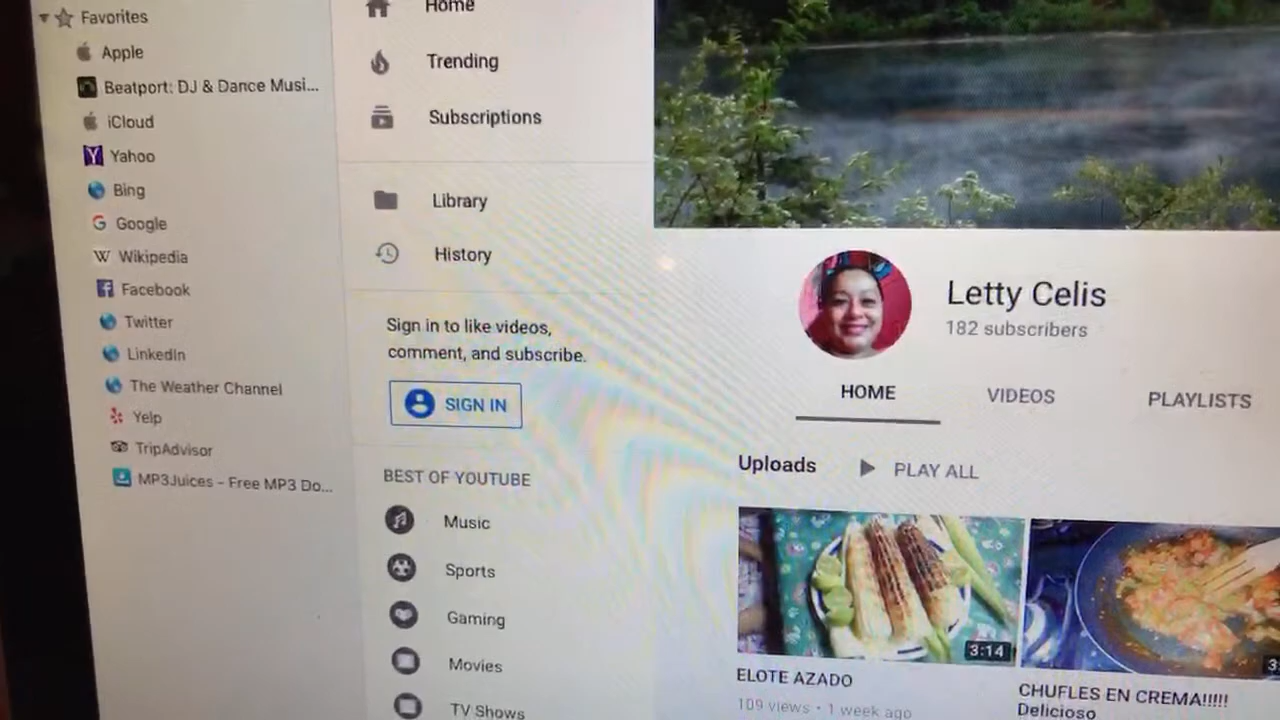 Favorites
Apple
Beatport: DJ & Dance Musi...
iCloud
Yahoo
Bing
Google
Wikipedia
Facebook
Twitter
LinkedIn
The Weather Channel
Yelp
TripAdvisor
MP3Juices - Free MP3 Do...
Home
Trending
Subscriptions
Library
History
Sign in to like videos,
comment, and subscribe.
SIGN IN
BEST OF YOUTUBE
Music
Sports
Gaming
Movies
TV Shows
Letty Celis
182 subscribers
HOME
VIDEOS
PLAYLISTS
Uploads
PLAY ALL
3:14
ELOTE AZADO
109 views • 1 week ago
3:
CHUFLES EN CREMA!!!!!
Delicioso